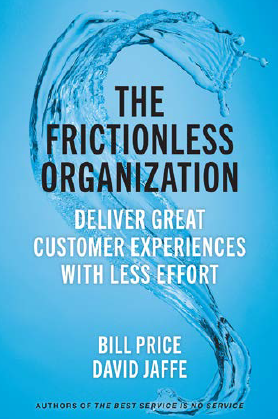 THE
FRICTIONLESS
ORGANIZATION
DELIVER GREAT
CUSTOMER EXPERIENCES
WITH LESS EFFORT
BILL PRICE
DAVID JAFFE
AUTHORS OF THE BEST SERVICE IS NO SERVICE